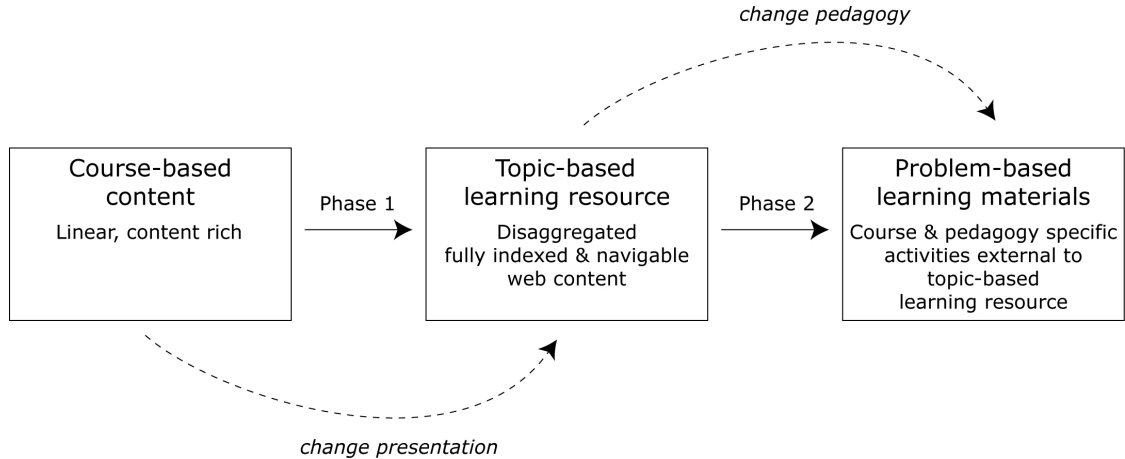 change pedagogy
Course-based
content
Linear, content rich
Phase 1
Topic-based
learning resource
Disaggregated
fully indexed & navigable
web content
Phase 2
Problem-based
learning materials
Course & pedagogy specific
activities external to
topic-based
learning resource
change presentation